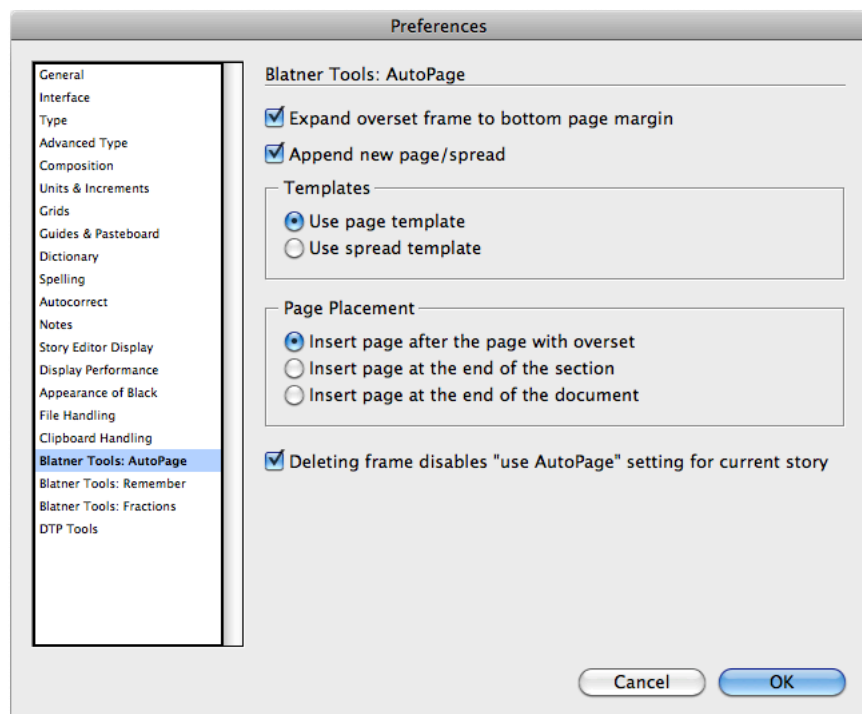 Preferences
General
Interface
Type
Advanced Type
Composition
Units & Increments
Grids
Guides & Pasteboard
Dictionary
Spelling
Autocorrect
Notes
Story Editor Display
Display Performance
Appearance of Black
File Handling
Clipboard Handling
Blatner Tools: AutoPage
Blatner Tools: Remember
Blatner Tools: Fractions
DTP Tools
Blatner Tools: AutoPage
Expand overset frame to bottom page margin
Append new page/spread
Templates
Use page template
Use spread template
Page Placement
Insert page after the page with overset
Insert page at the end of the section
Insert page at the end of the document
Deleting frame disables "use AutoPage" setting for current story
Cancel
OK